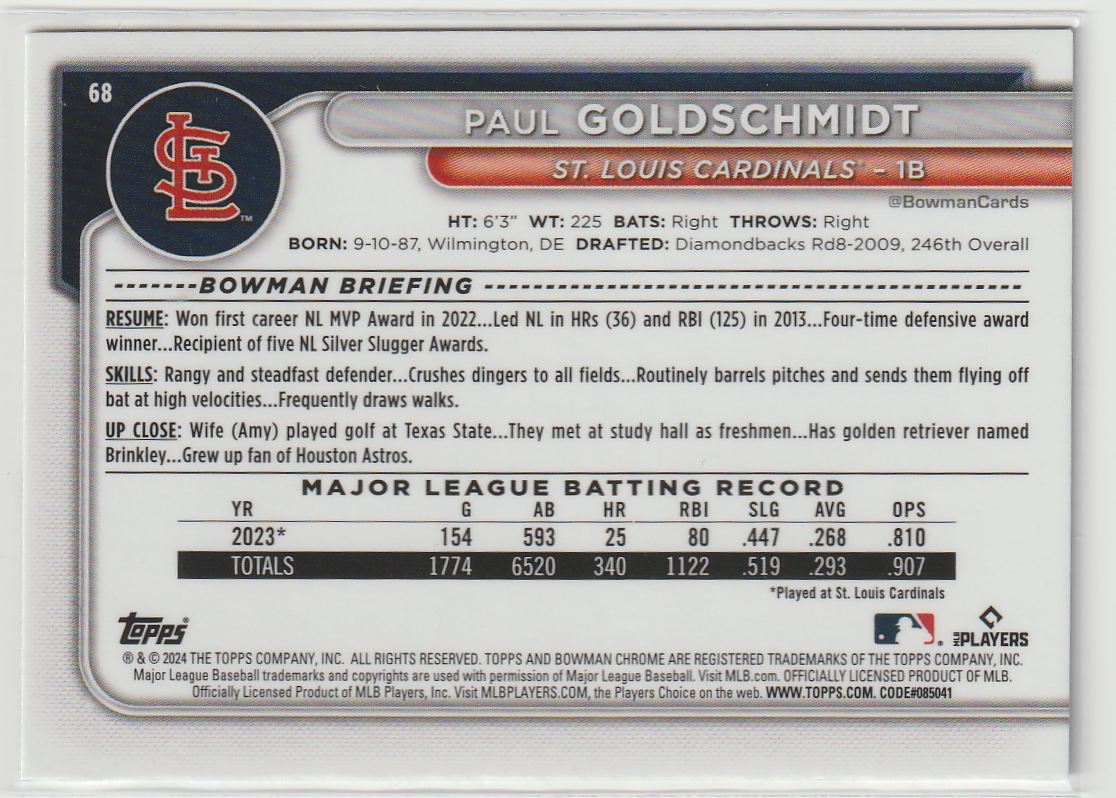 68
STL™
PAUL GOLDSCHMIDT
ST. LOUIS CARDINALS® – 1B
@BowmanCards
HT: 6'3" WT: 225 BATS: Right THROWS: Right
BORN: 9-10-87, Wilmington, DE DRAFTED: Diamondbacks Rd8-2009, 246th Overall
-------BOWMAN BRIEFING ---------------------------------------------
RESUME: Won first career NL MVP Award in 2022...Led NL in HRs (36) and RBI (125) in 2013...Four-time defensive award
winner...Recipient of five NL Silver Slugger Awards.
SKILLS: Rangy and steadfast defender...Crushes dingers to all fields...Routinely barrels pitches and sends them flying off
bat at high velocities...Frequently draws walks.
UP CLOSE: Wife (Amy) played golf at Texas State...They met at study hall as freshmen...Has golden retriever named
Brinkley...Grew up fan of Houston Astros.
MAJOR LEAGUE BATTING RECORD
YR G AB HR RBI SLG AVG OPS
2023* 154 593 25 80 .447 .268 .810
TOTALS 1774 6520 340 1122 .519 .293 .907
*Played at St. Louis Cardinals
Topps®
MLB PLAYERS
® & © 2024 THE TOPPS COMPANY, INC. ALL RIGHTS RESERVED. TOPPS AND BOWMAN CHROME ARE REGISTERED TRADEMARKS OF THE TOPPS COMPANY, INC.
Major League Baseball trademarks and copyrights are used with permission of Major League Baseball. Visit MLB.com. OFFICIALLY LICENSED PRODUCT OF MLB.
Officially Licensed Product of MLB Players, Inc. Visit MLBPLAYERS.COM, the Players Choice on the web. WWW.TOPPS.COM. CODE#085041